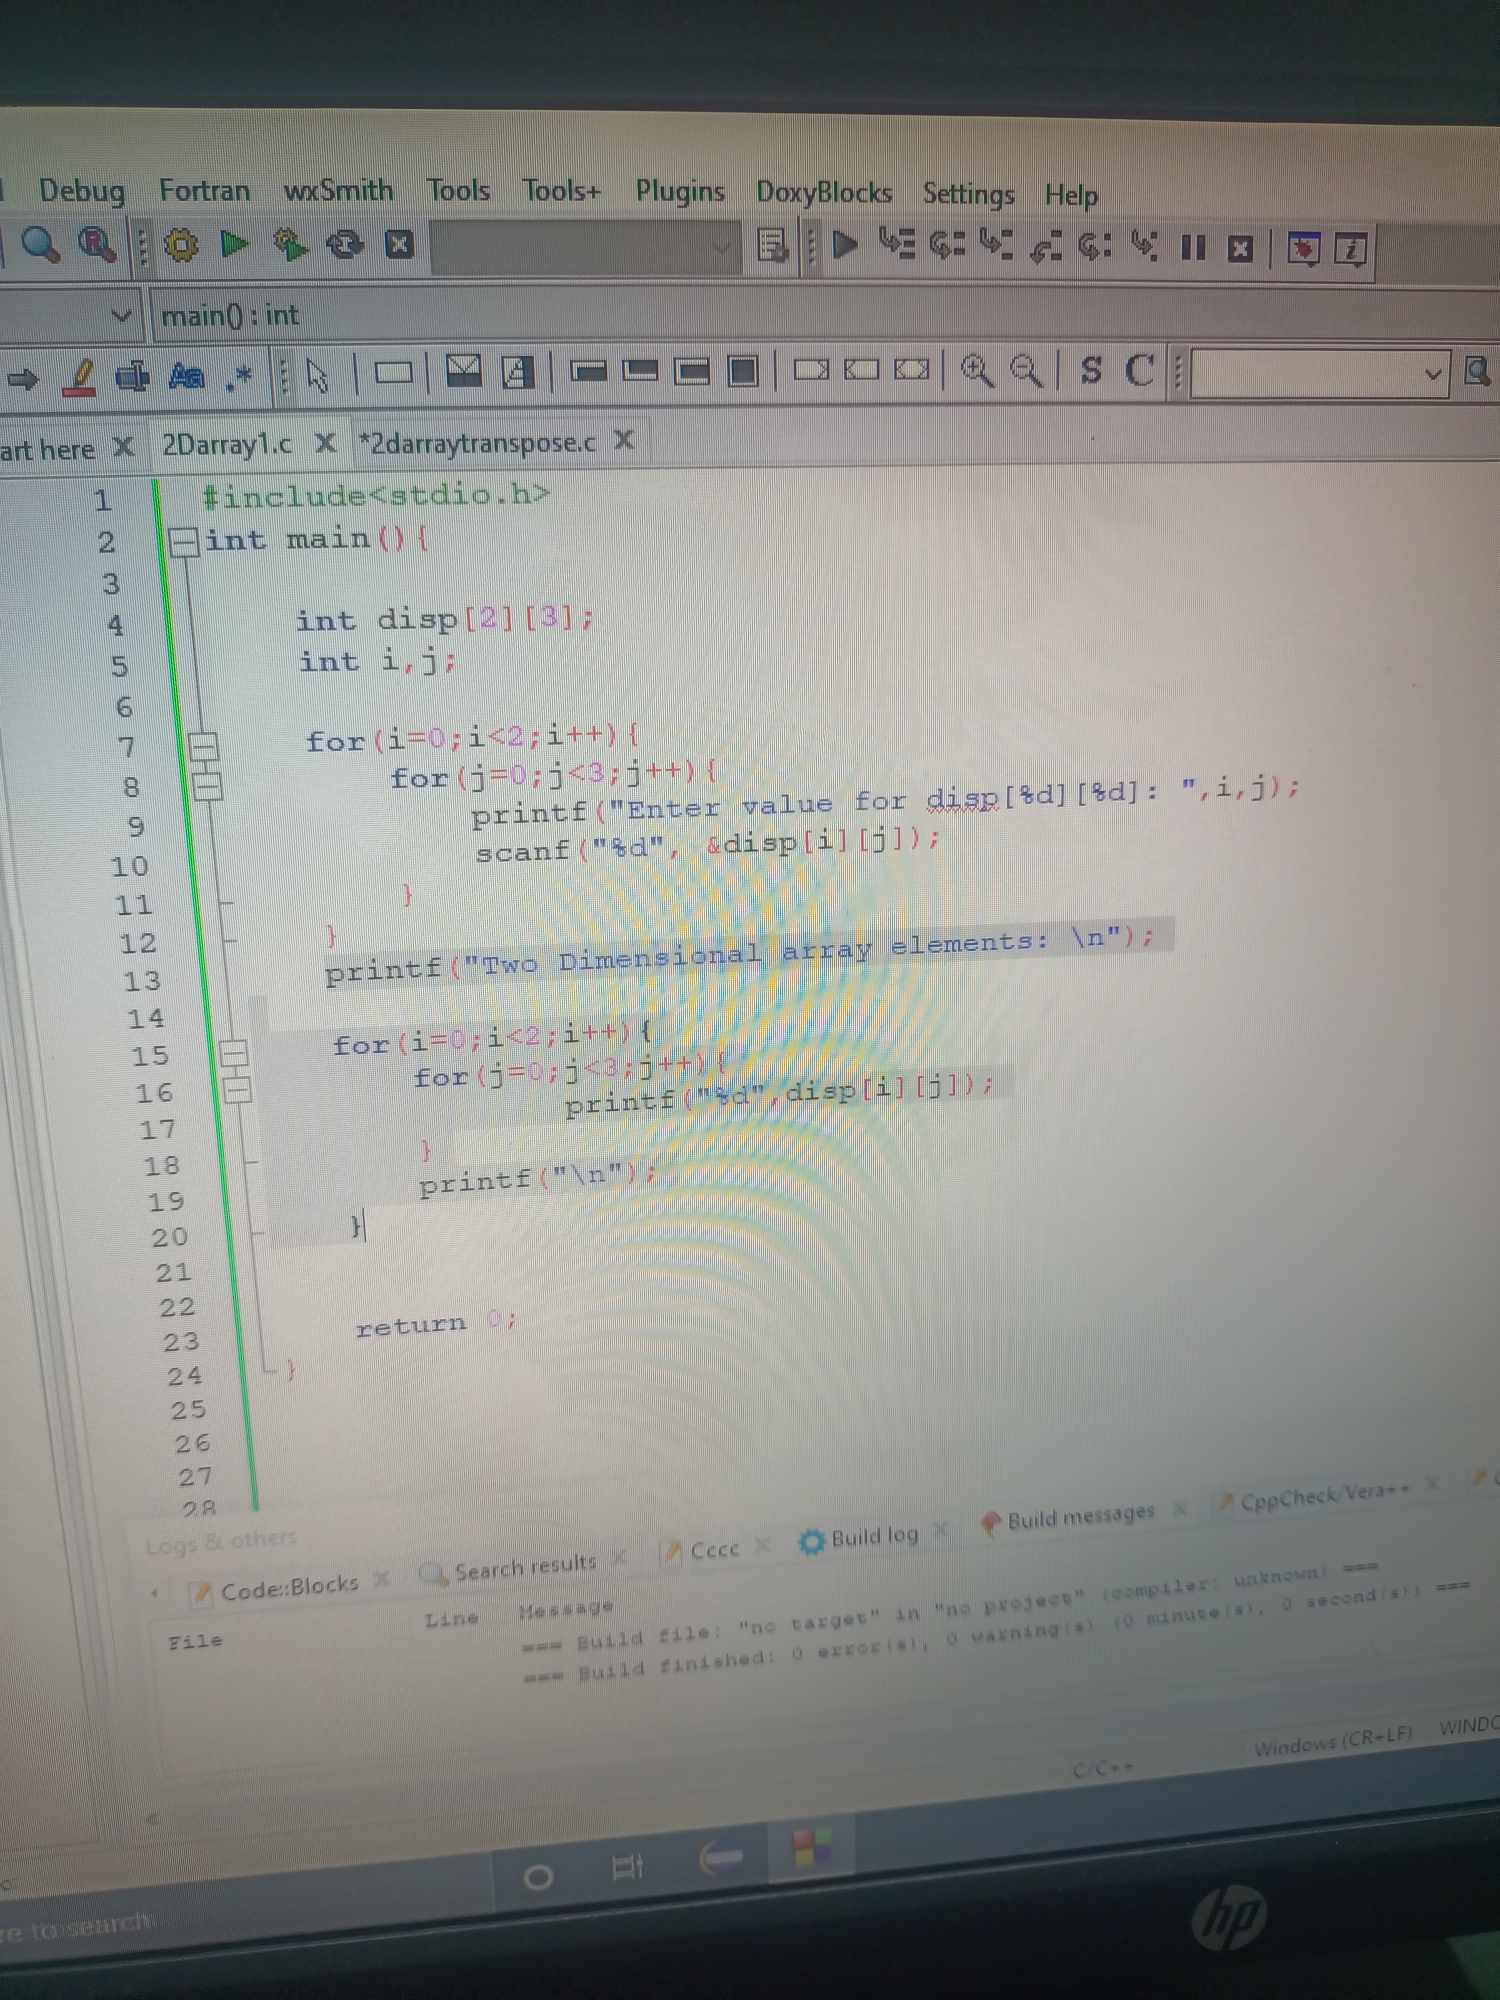 Debug Fortran wxSmith Tools Tools+ Plugins DoxyBlocks Settings Help
main() : int
Aa .* S C
art here 2Darray1.c *2darraytranspose.c
1 #include<stdio.h>
2 int main(){
3
4 int disp[2][3];
5 int i,j;
6
7 for(i=0;i<2;i++){
8 for(j=0;j<3;j++){
9 printf("Enter value for disp[%d][%d]: ",i,j);
10 scanf("%d", &disp[i][j]);
11 }
12 }
13 printf("Two Dimensional array elements: \n");
14
15 for(i=0;i<2;i++){
16 for(j=0;j<3;j++){
17 printf("%d",disp[i][j]);
18 }
19 printf("\n");
20 }
21
22
23 return 0;
24 }
25
26
27
28
Logs & others
Code::Blocks Search results Cccc Build log Build messages CppCheck/Vera++
File Line Message
=== Build file: "no target" in "no project" (compiler: unknown) ===
=== Build finished: 0 error(s), 0 warning(s) (0 minute(s), 0 second(s)) ===
C/C++ Windows (CR+LF) WINDO
re to search
hp